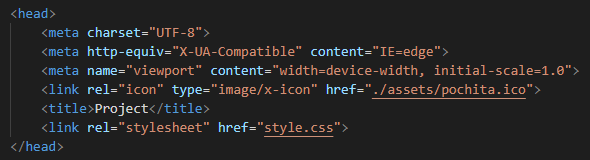 <head>
    <meta charset="UTF-8">
    <meta http-equiv="X-UA-Compatible" content="IE=edge">
    <meta name="viewport" content="width=device-width, initial-scale=1.0">
    <link rel="icon" type="image/x-icon" href="./assets/pochita.ico">
    <title>Project</title>
    <link rel="stylesheet" href="style.css">
</head>